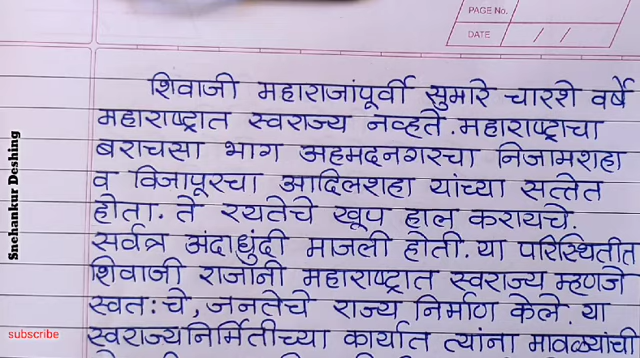 PAGE No.
DATE / /
शिवाजी महाराजांपूर्वी सुमारे चारशे वर्षे
महाराष्ट्रात स्वराज्य नव्हते. महाराष्ट्राचा
बराचसा भाग अहमदनगरचा निजामशहा
व विजापूरचा आदिलशहा यांच्या सत्तेत
होता. ते रयतेचे खूप हाल करायचे.
सर्वत्र अंदाधुंदी माजली होती. या परिस्थितीत
शिवाजी राजांनी महाराष्ट्रात स्वराज्य म्हणजे
स्वत:चे, जनतेचे राज्य निर्माण केले. या
स्वराज्यनिर्मितीच्या कार्यात त्यांना मावळ्यांची
Snehankur Deshing
subscribe